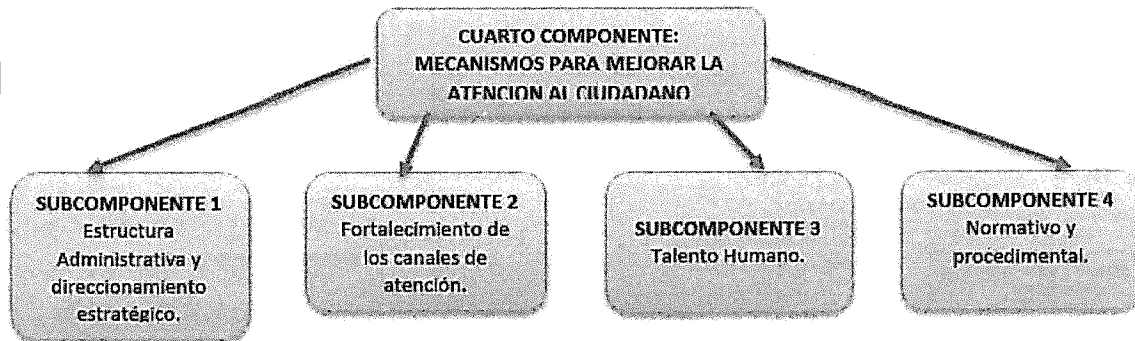 CUARTO COMPONENTE:
MECANISMOS PARA MEJORAR LA
ATENCION AL CIUDADANO
SUBCOMPONENTE 1
Estructura
Administrativa y
direccionamiento
estratégico.
SUBCOMPONENTE 2
Fortalecimiento de
los canales de
atención.
SUBCOMPONENTE 3
Talento Humano.
SUBCOMPONENTE 4
Normativo y
procedimental.